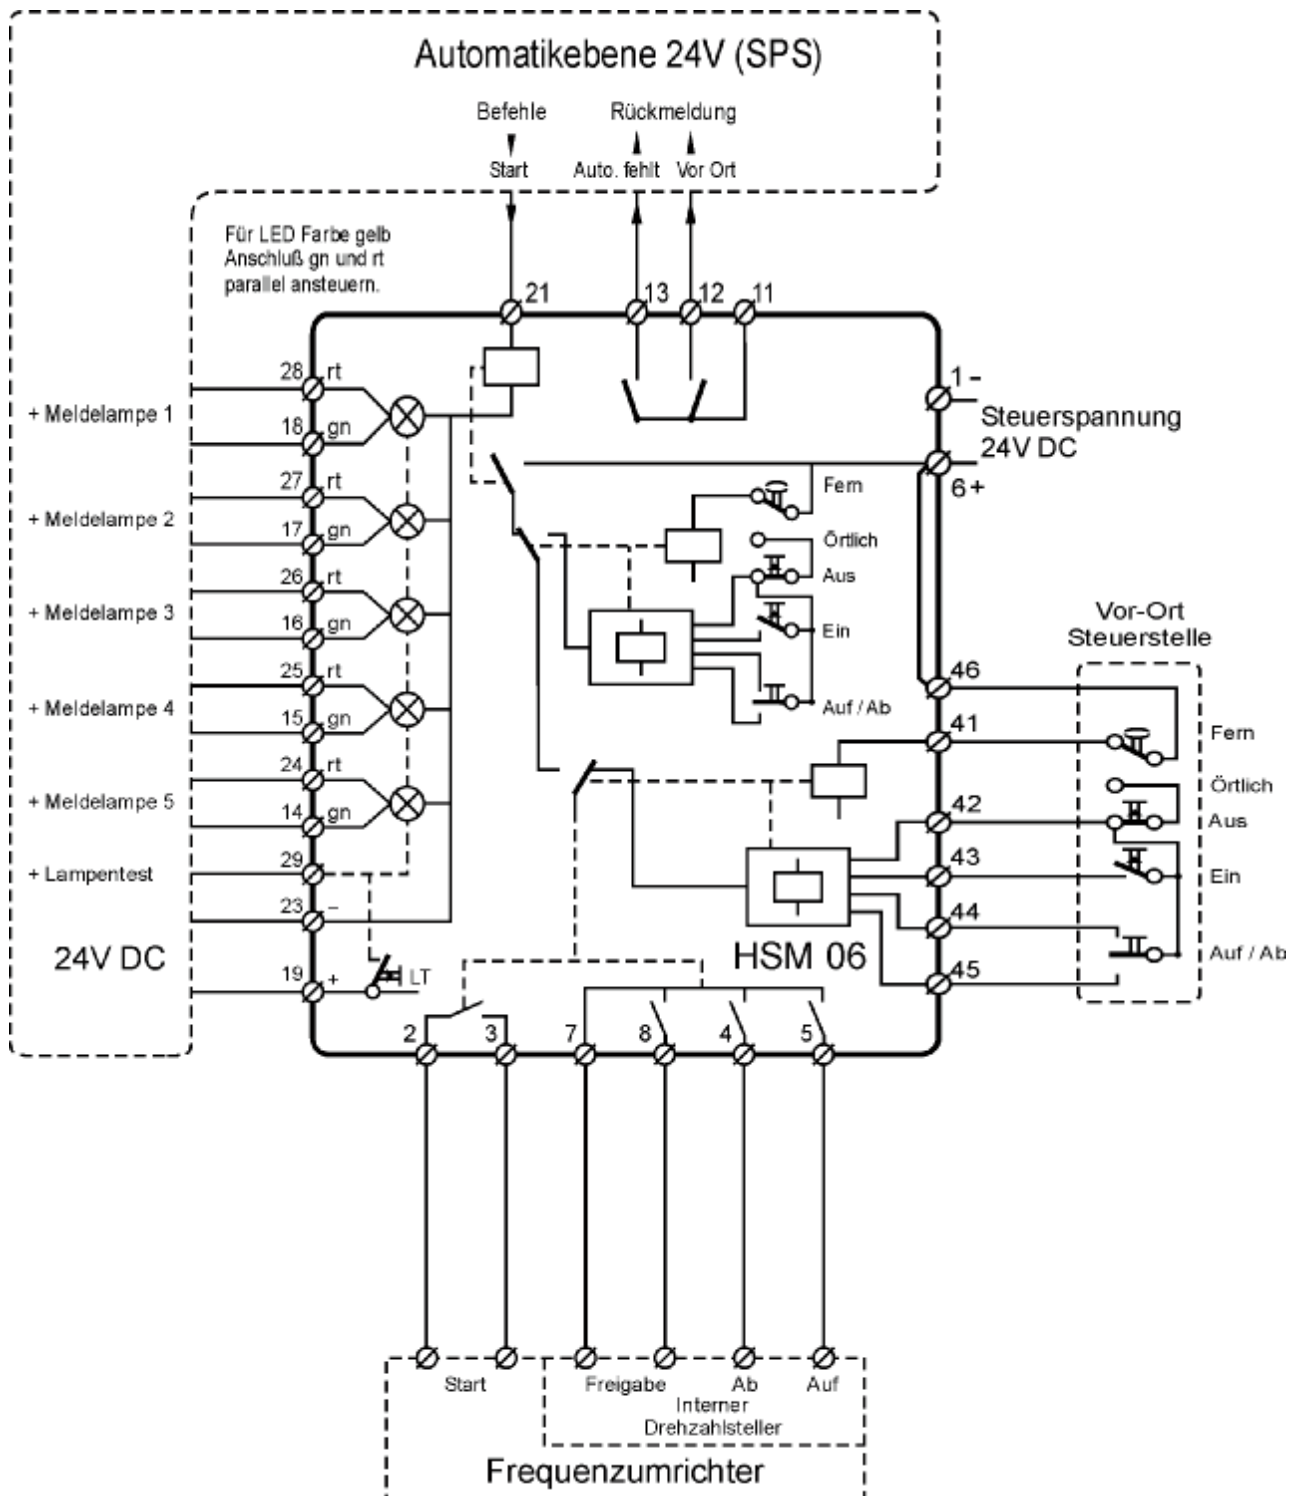 Automatikebene 24V (SPS)
Befehle
Rückmeldung
Start
Auto. fehlt
Vor Ort
Für LED Farbe gelb
Anschluß gn und rt
parallel ansteuern.
21
13
12
11
28 rt
+ Meldelampe 1
18 gn
27 rt
+ Meldelampe 2
17 gn
26 rt
+ Meldelampe 3
16 gn
25 rt
+ Meldelampe 4
15 gn
24 rt
+ Meldelampe 5
14 gn
29
+ Lampentest
23 −
24V DC
19 +
LT
1 -
Steuerspannung
24V DC
6+
Fern
Örtlich
Aus
Ein
Auf / Ab
Vor-Ort
Steuerstelle
46
41
Fern
Örtlich
42
Aus
43
Ein
44
Auf / Ab
45
HSM 06
2
3
7
8
4
5
Start
Freigabe
Ab
Auf
Interner
Drehzahlsteller
Frequenzumrichter